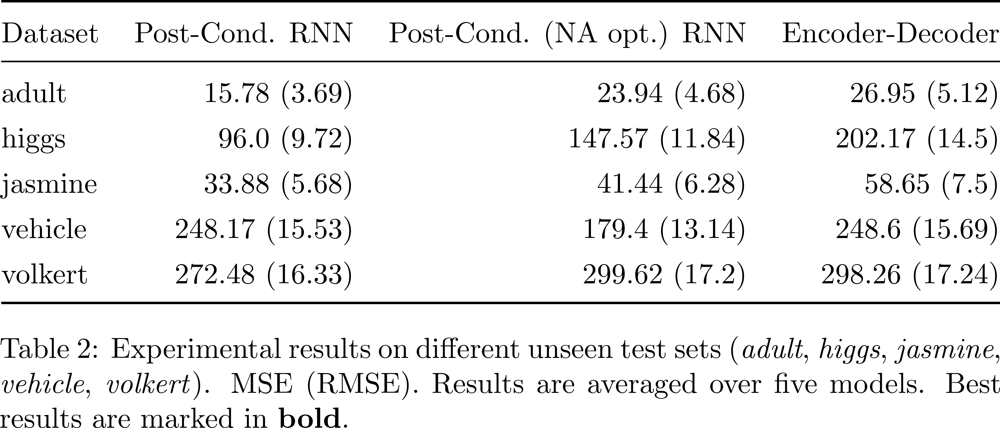 Dataset Post-Cond. RNN Post-Cond. (NA opt.) RNN Encoder-Decoder
adult 15.78 (3.69) 23.94 (4.68) 26.95 (5.12)
higgs 96.0 (9.72) 147.57 (11.84) 202.17 (14.5)
jasmine 33.88 (5.68) 41.44 (6.28) 58.65 (7.5)
vehicle 248.17 (15.53) 179.4 (13.14) 248.6 (15.69)
volkert 272.48 (16.33) 299.62 (17.2) 298.26 (17.24)
Table 2: Experimental results on different unseen test sets (adult, higgs, jasmine,
vehicle, volkert). MSE (RMSE). Results are averaged over five models. Best
results are marked in bold.